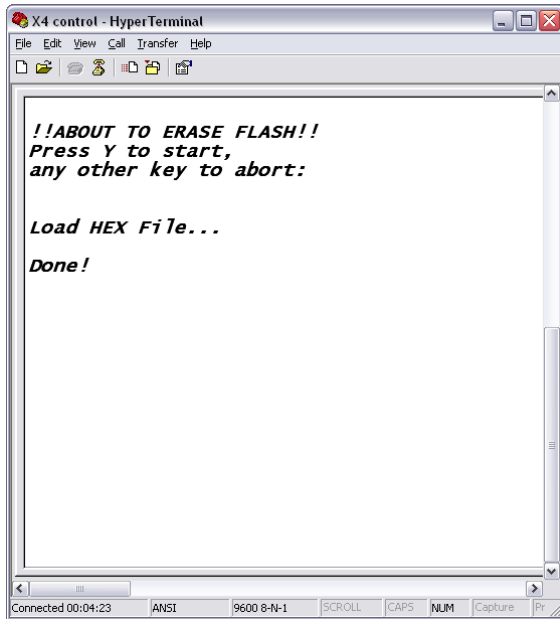 X4 control - HyperTerminal
File Edit View Call Transfer Help
!!ABOUT TO ERASE FLASH!!
Press Y to start,
any other key to abort:
Load HEX File...
Done!
Connected 00:04:23 ANSI 9600 8-N-1 SCROLL CAPS NUM Capture Pr